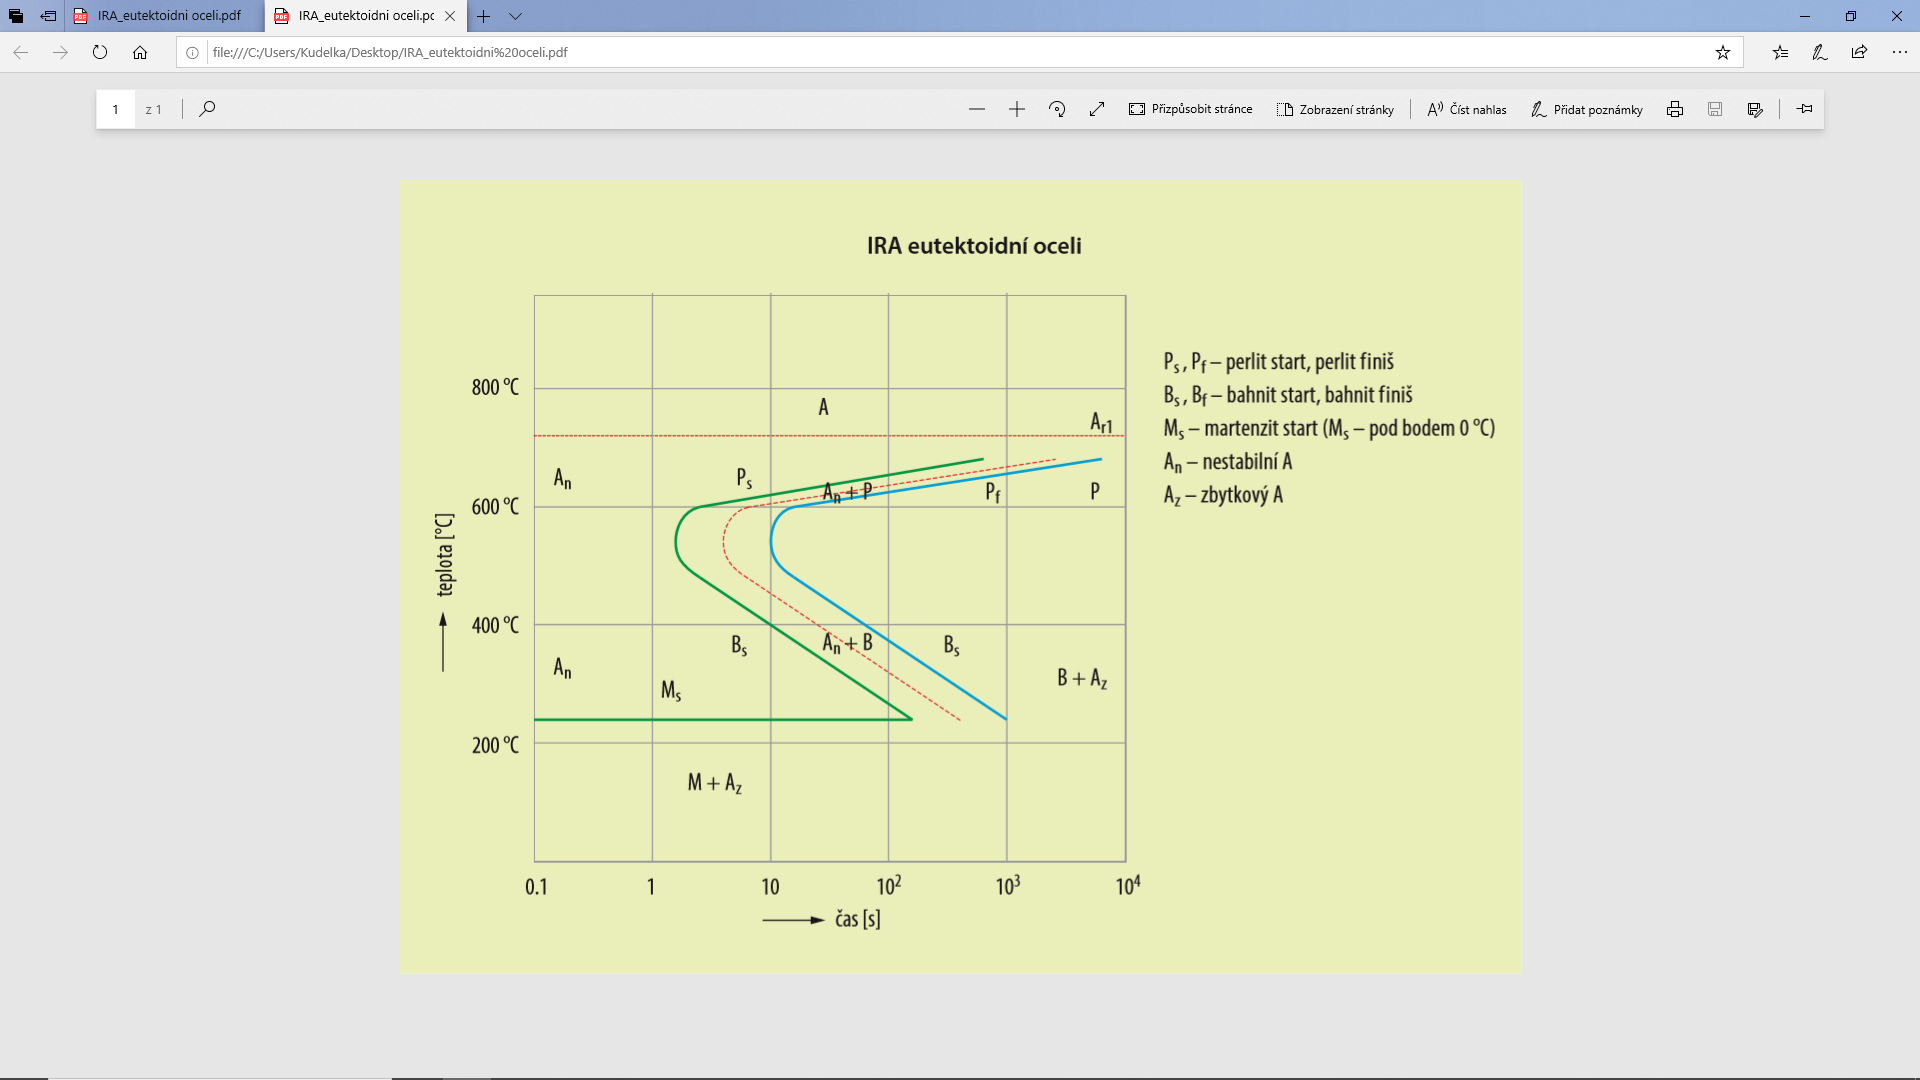 IRA_eutektoidni oceli.pdf
IRA_eutektoidni oceli.pc
file:///C:/Users/Kudelka/Desktop/IRA_eutektoidni%20oceli.pdf
1 z 1
Přizpůsobit stránce
Zobrazení stránky
Číst nahlas
Přidat poznámky
IRA eutektoidní oceli
800 °C
600 °C
400 °C
200 °C
teplota [°C]
A
Ar1
An
Ps
An + P
Pf
P
Bs
An + B
Bs
An
Ms
B + Az
M + Az
0.1 1 10 10² 10³ 10⁴
čas [s]
Ps , Pf – perlit start, perlit finiš
Bs , Bf – bahnit start, bahnit finiš
Ms – martenzit start (Ms – pod bodem 0 °C)
An – nestabilní A
Az – zbytkový A